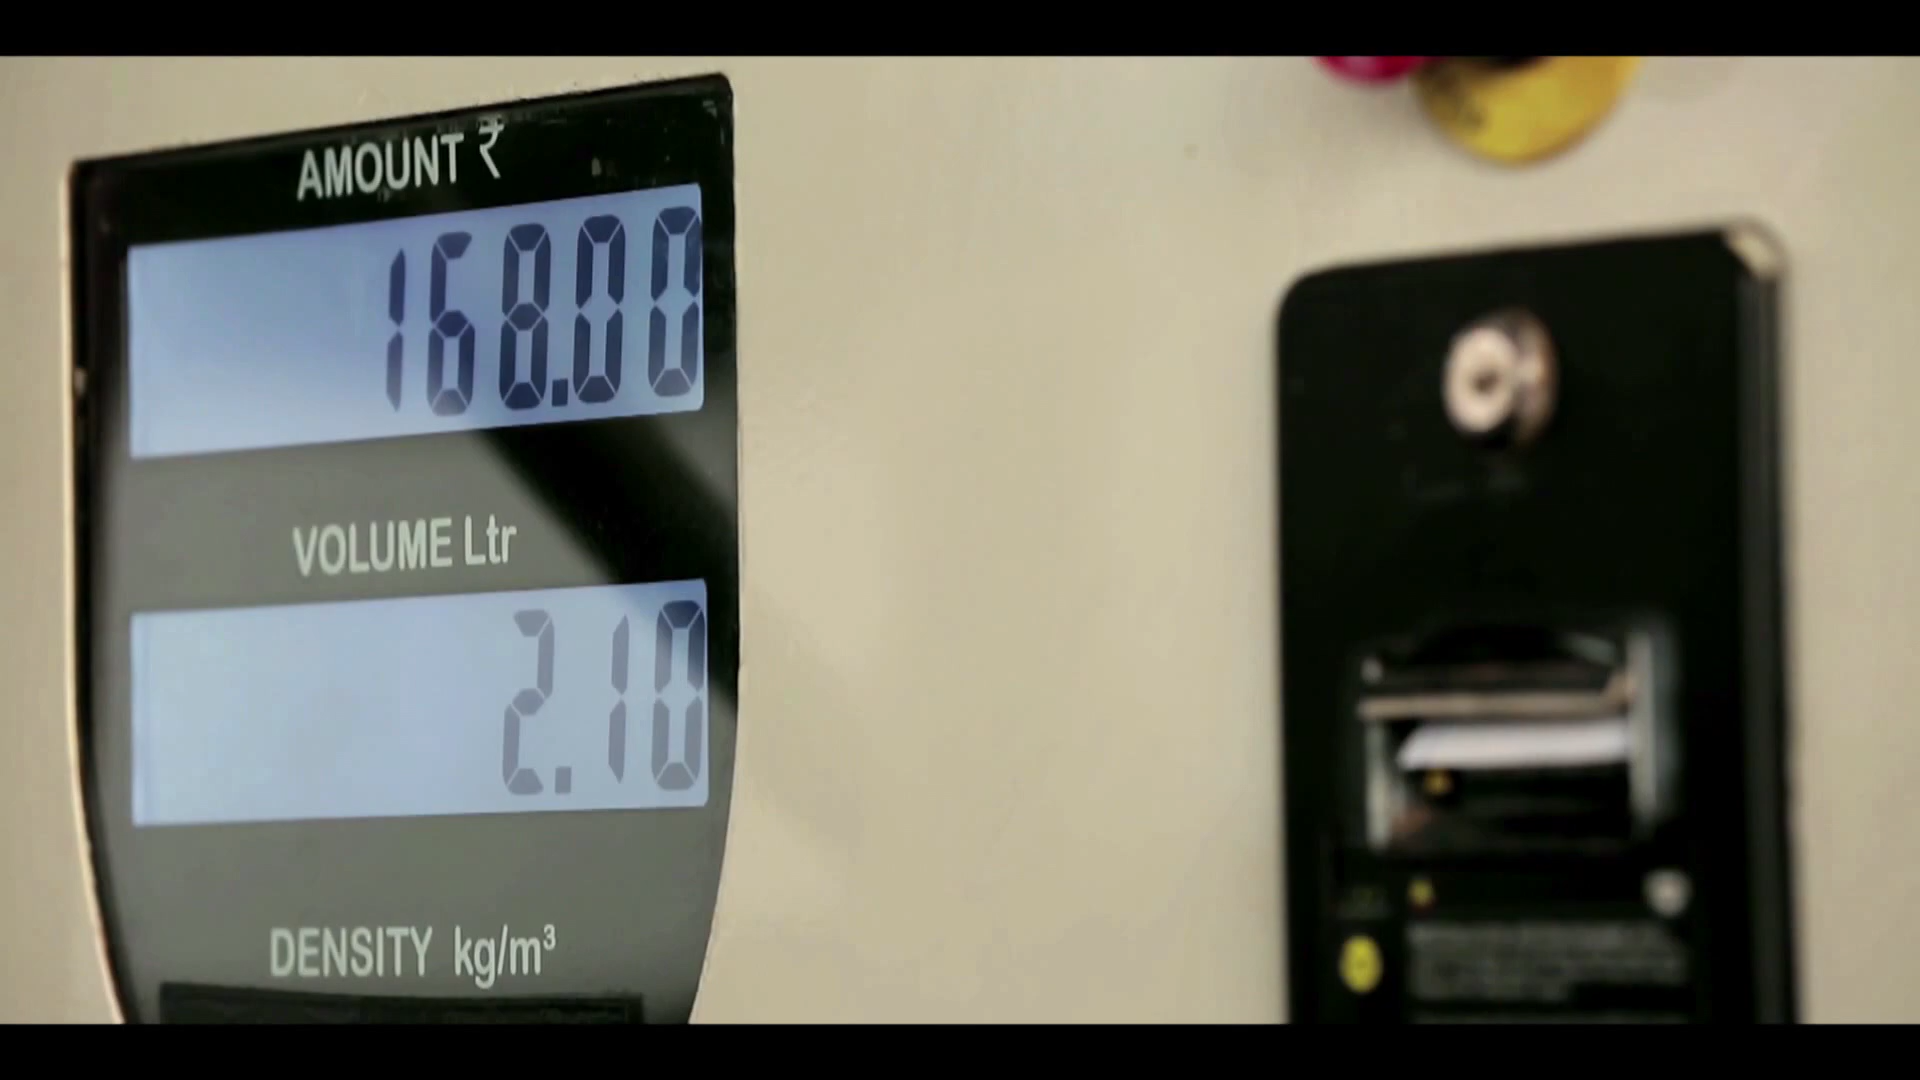 AMOUNT ₹
168.00
VOLUME Ltr
2.10
DENSITY kg/m³